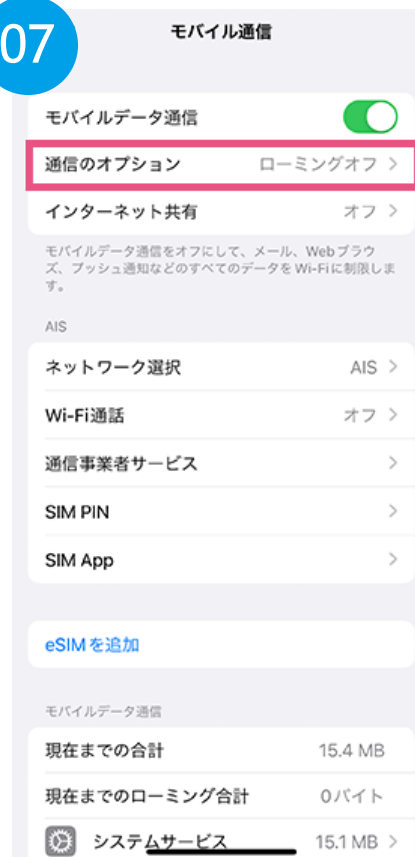 07
モバイル通信
モバイルデータ通信
通信のオプション ローミングオフ >
インターネット共有 オフ >
モバイルデータ通信をオフにして、メール、Webブラウ
ズ、プッシュ通知などのすべてのデータをWi-Fiに制限しま
す。
AIS
ネットワーク選択 AIS >
Wi-Fi通話 オフ >
通信事業者サービス >
SIM PIN >
SIM App >
eSIMを追加
モバイルデータ通信
現在までの合計 15.4 MB
現在までのローミング合計 0バイト
システムサービス 15.1 MB >